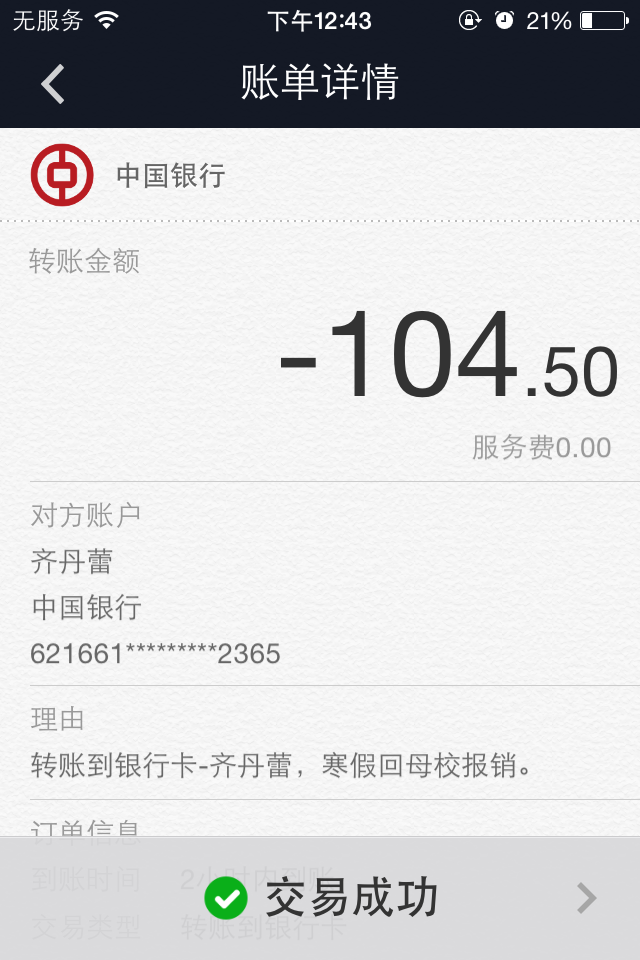 无服务 下午12:43 21%
账单详情
中国银行
转账金额
-104.50
服务费0.00
对方账户
齐丹蕾
中国银行
621661*********2365
理由
转账到银行卡-齐丹蕾，寒假回母校报销。
订单信息
到账时间 2小时内到账
交易成功
交易类型 转账到银行卡